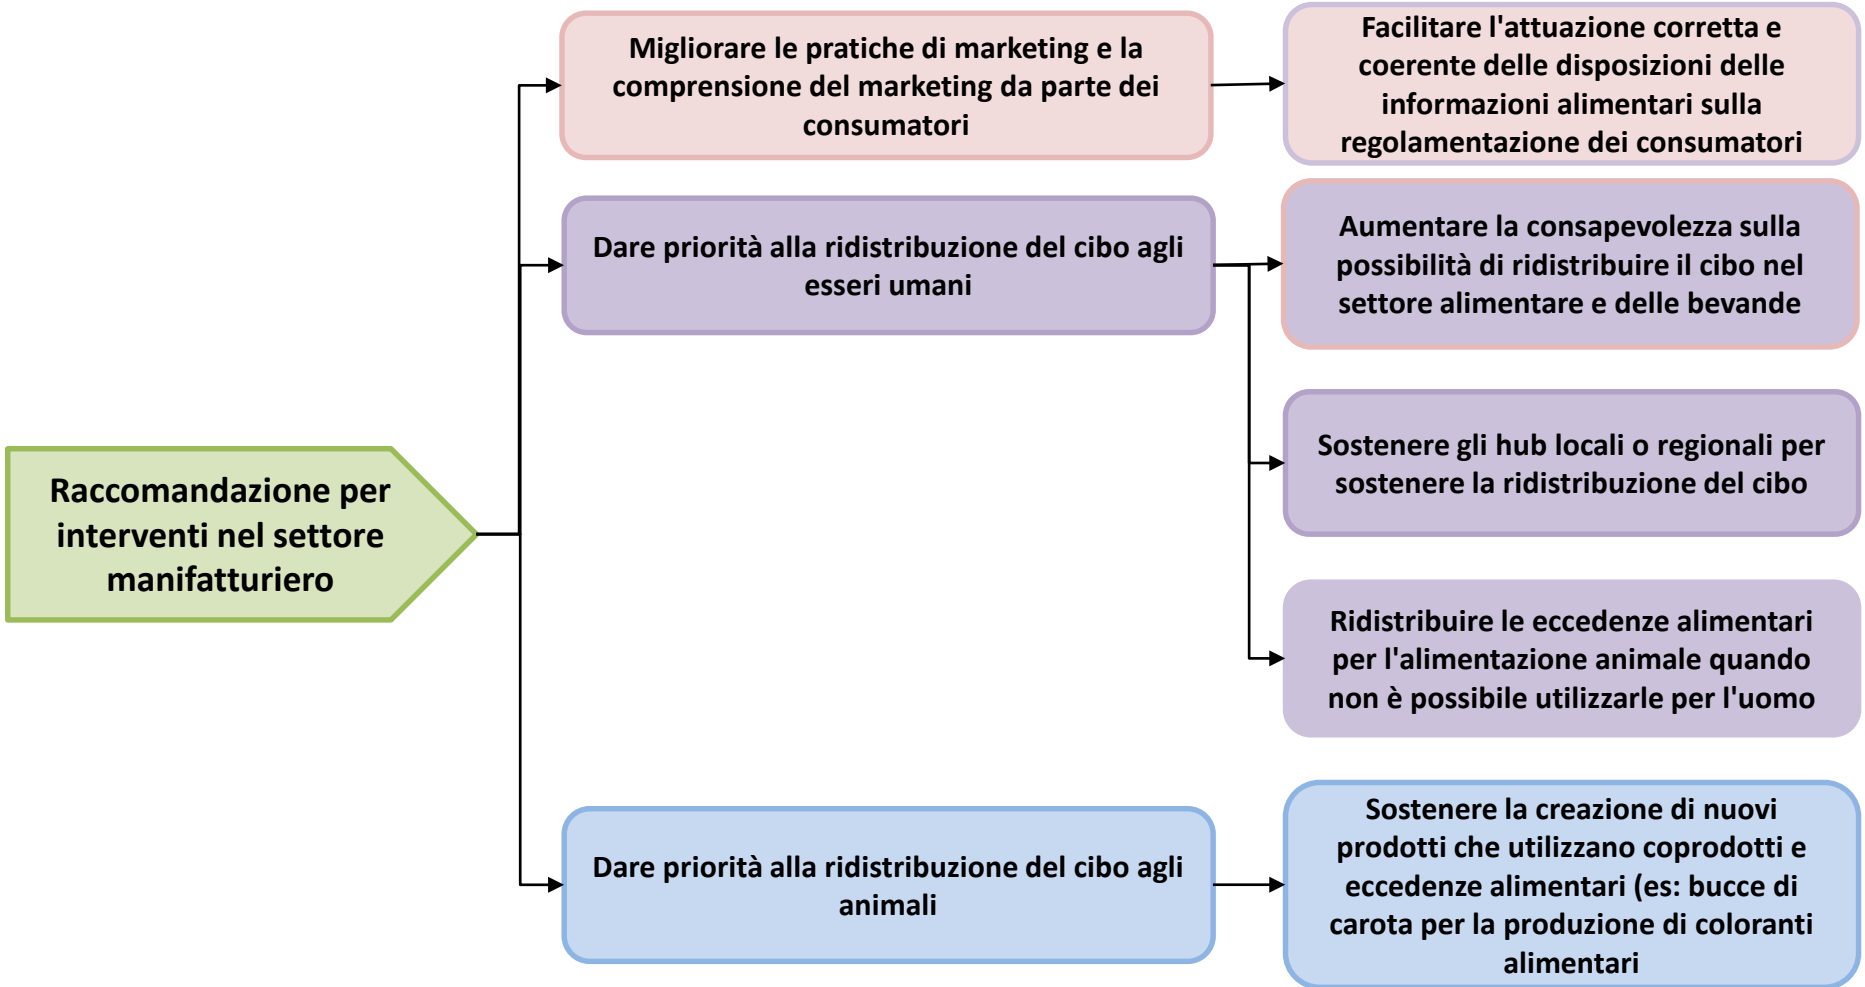 Migliorare le pratiche di marketing e la
comprensione del marketing da parte dei
consumatori
Facilitare l'attuazione corretta e
coerente delle disposizioni delle
informazioni alimentari sulla
regolamentazione dei consumatori
Dare priorità alla ridistribuzione del cibo agli
esseri umani
Aumentare la consapevolezza sulla
possibilità di ridistribuire il cibo nel
settore alimentare e delle bevande
Sostenere gli hub locali o regionali per
sostenere la ridistribuzione del cibo
Raccomandazione per
interventi nel settore
manifatturiero
Ridistribuire le eccedenze alimentari
per l'alimentazione animale quando
non è possibile utilizzarle per l'uomo
Dare priorità alla ridistribuzione del cibo agli
animali
Sostenere la creazione di nuovi
prodotti che utilizzano coprodotti e
eccedenze alimentari (es: bucce di
carota per la produzione di coloranti
alimentari